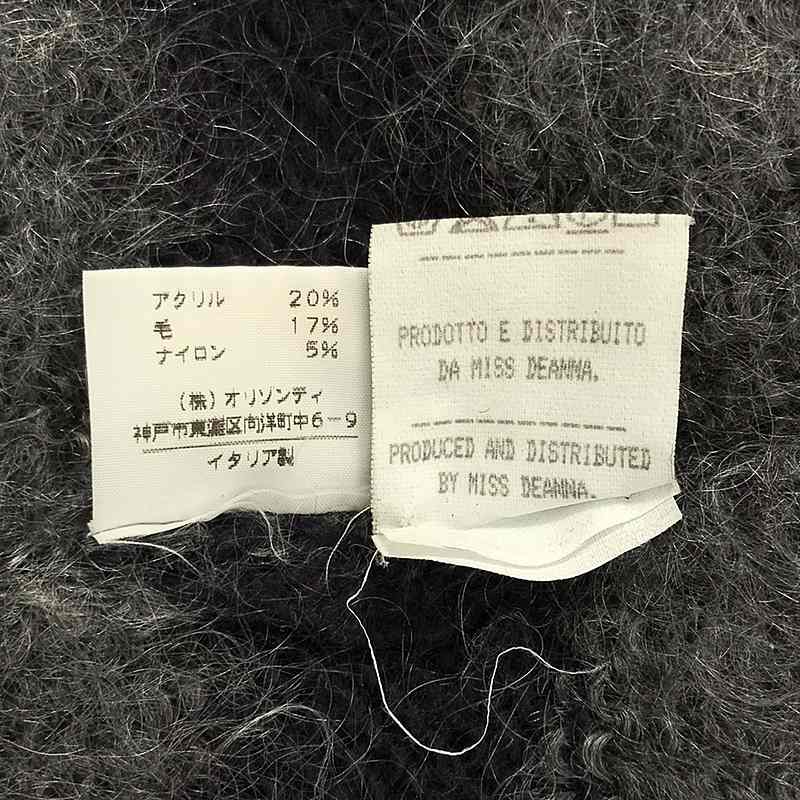 アクリル 20%
毛 17%
ナイロン 5%
(株)オリゾンティ
神戸市東灘区向洋町中6-9
イタリア製
PRODOTTO E DISTRIBUITO
DA MISS DEANNA.
PRODUCED AND DISTRIBUTED
BY MISS DEANNA.